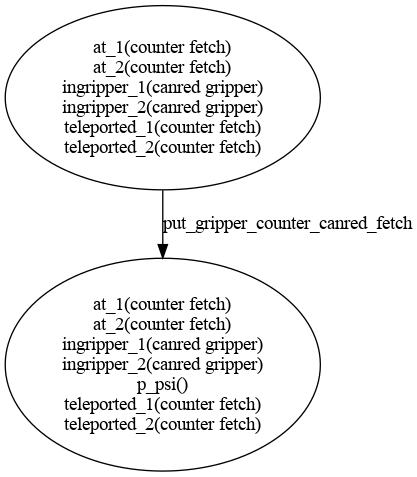 at_1(counter fetch)
at_2(counter fetch)
ingripper_1(canred gripper)
ingripper_2(canred gripper)
teleported_1(counter fetch)
teleported_2(counter fetch)
put_gripper_counter_canred_fetch
at_1(counter fetch)
at_2(counter fetch)
ingripper_1(canred gripper)
ingripper_2(canred gripper)
p_psi()
teleported_1(counter fetch)
teleported_2(counter fetch)